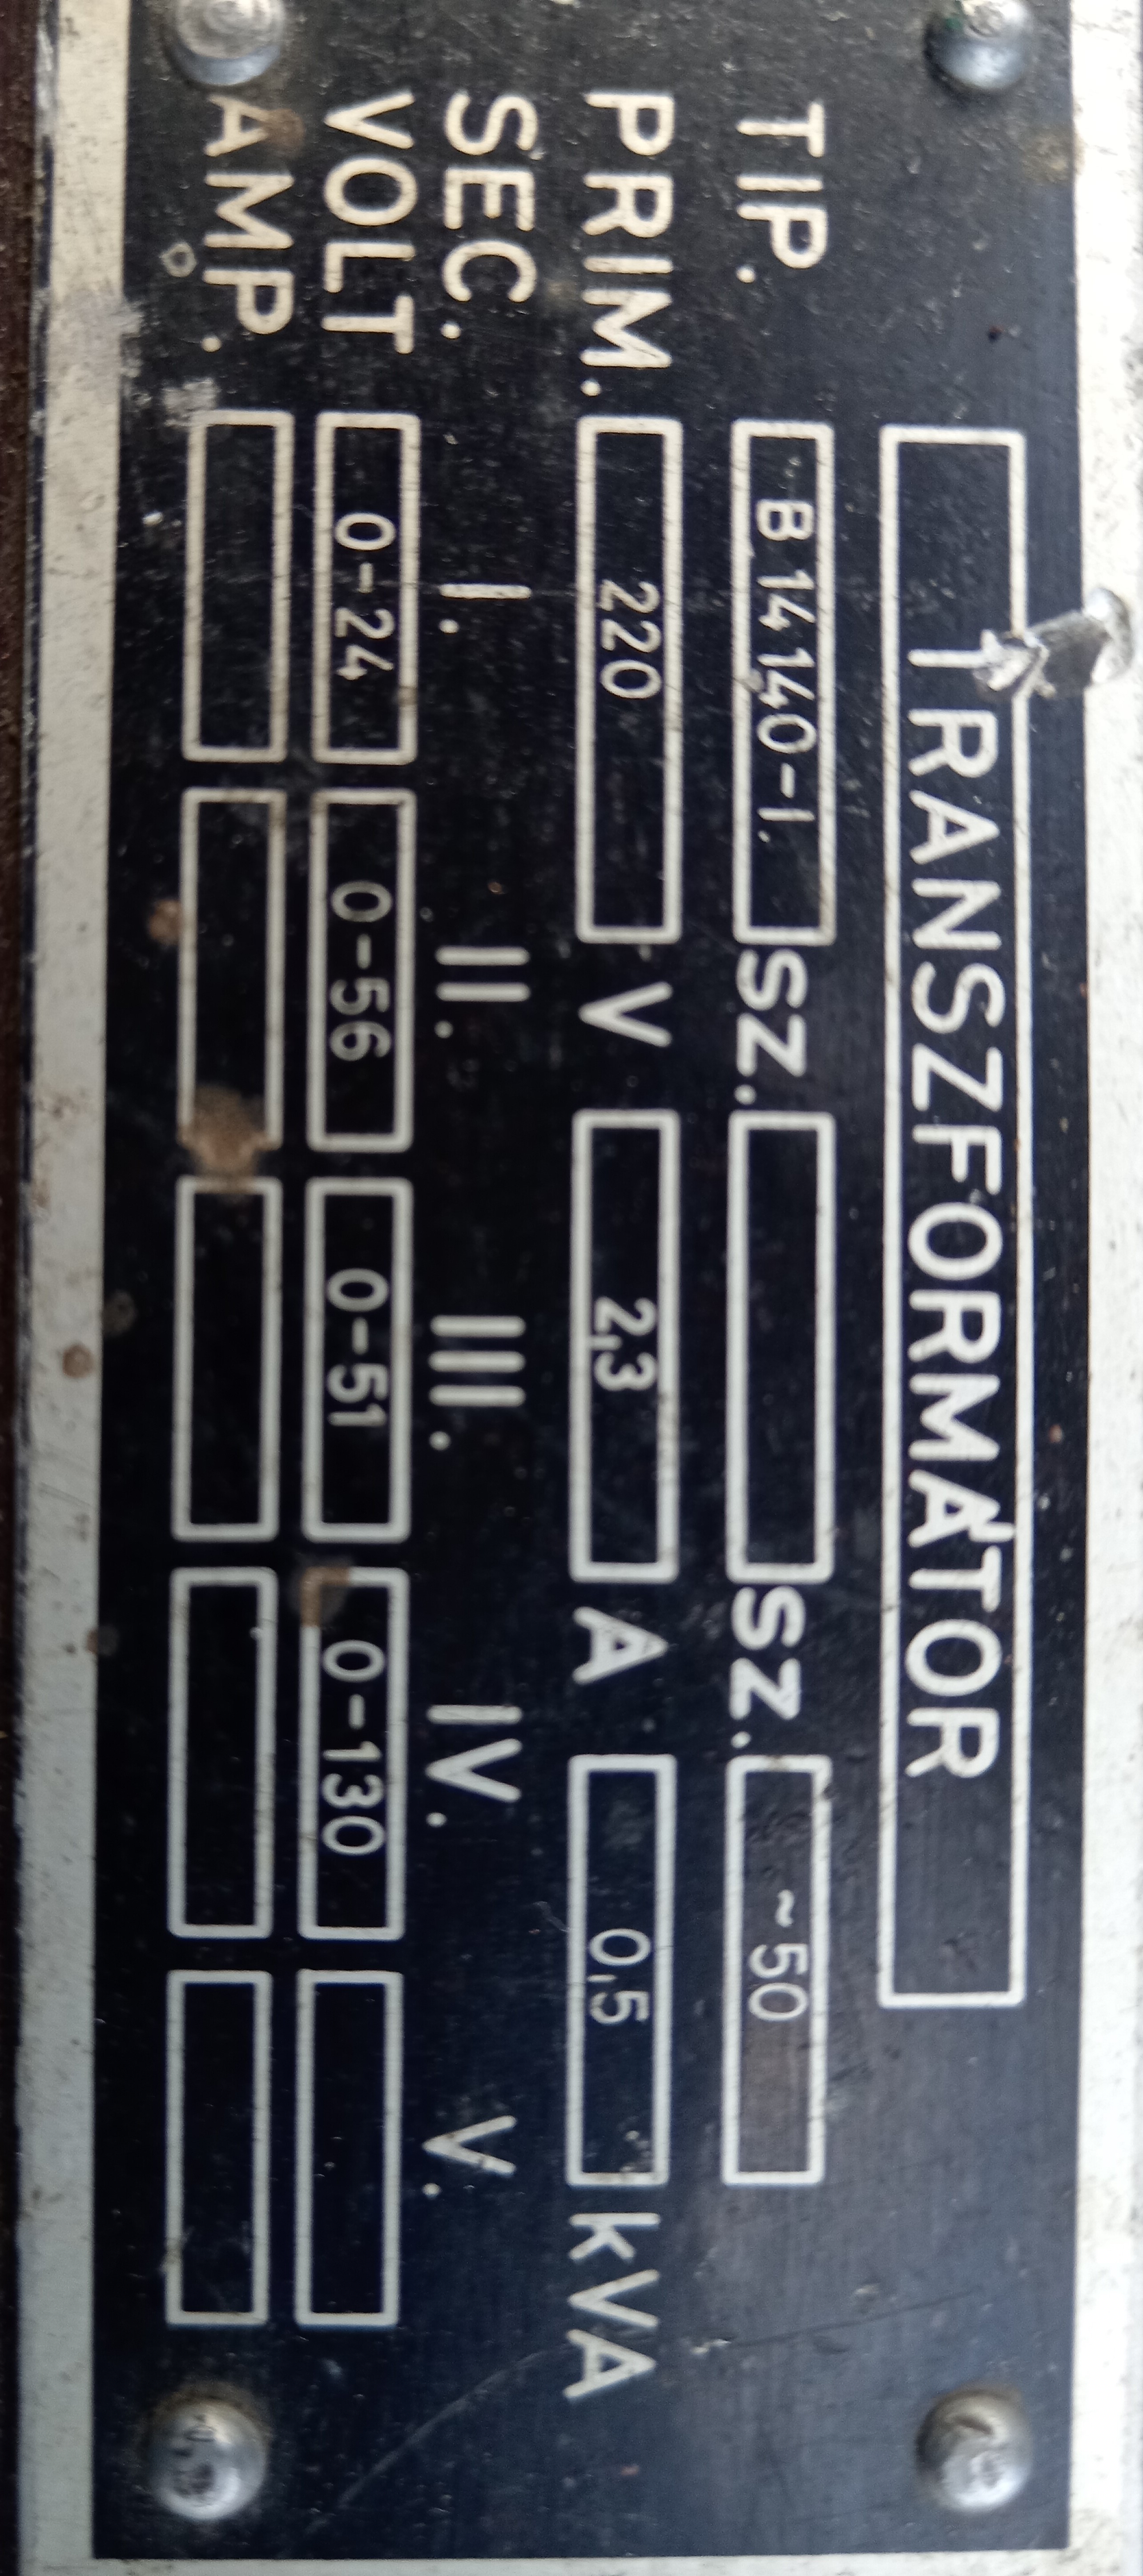 TRANSZFORMÁTOR
TIP. B 14140-1. SZ. SZ. ~50
PRIM. 220 V 2,3 A 0,5 kVA
SEC. I. II. III. IV. V.
VOLT 0-24 0-56 0-51 0-130
AMP.